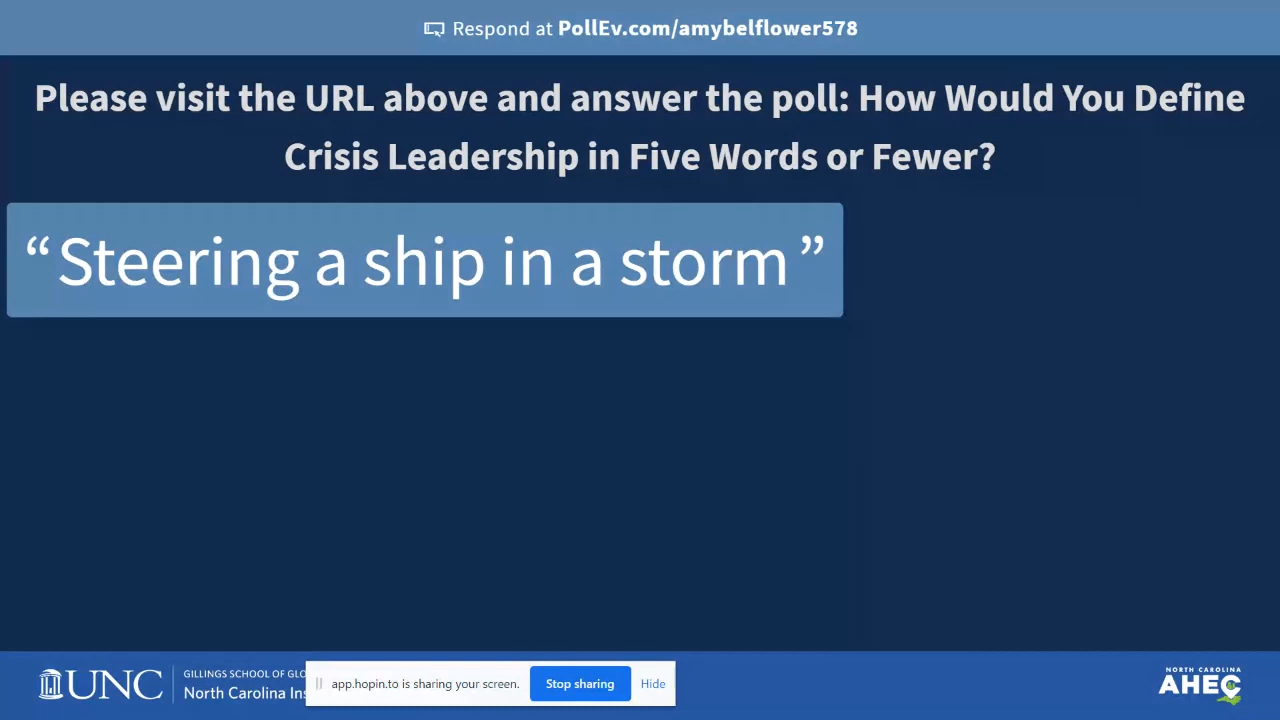 Respond at PollEv.com/amybelflower578
Please visit the URL above and answer the poll: How Would You Define
Crisis Leadership in Five Words or Fewer?
“Steering a ship in a storm”
UNC
GILLINGS SCHOOL OF GLO
North Carolina Ins
app.hopin.to is sharing your screen.
Stop sharing
Hide
NORTH CAROLINA
AHEC